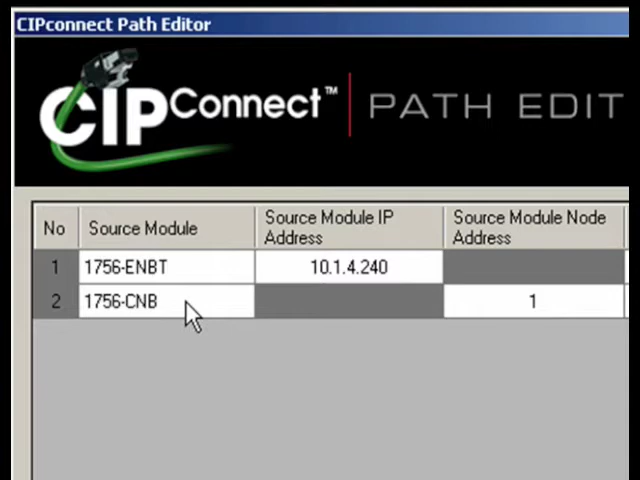 CIPconnect Path Editor
CIPConnect™ PATH EDIT
No Source Module Source Module IP Address Source Module Node Address
1 1756-ENBT 10.1.4.240
2 1756-CNB 1